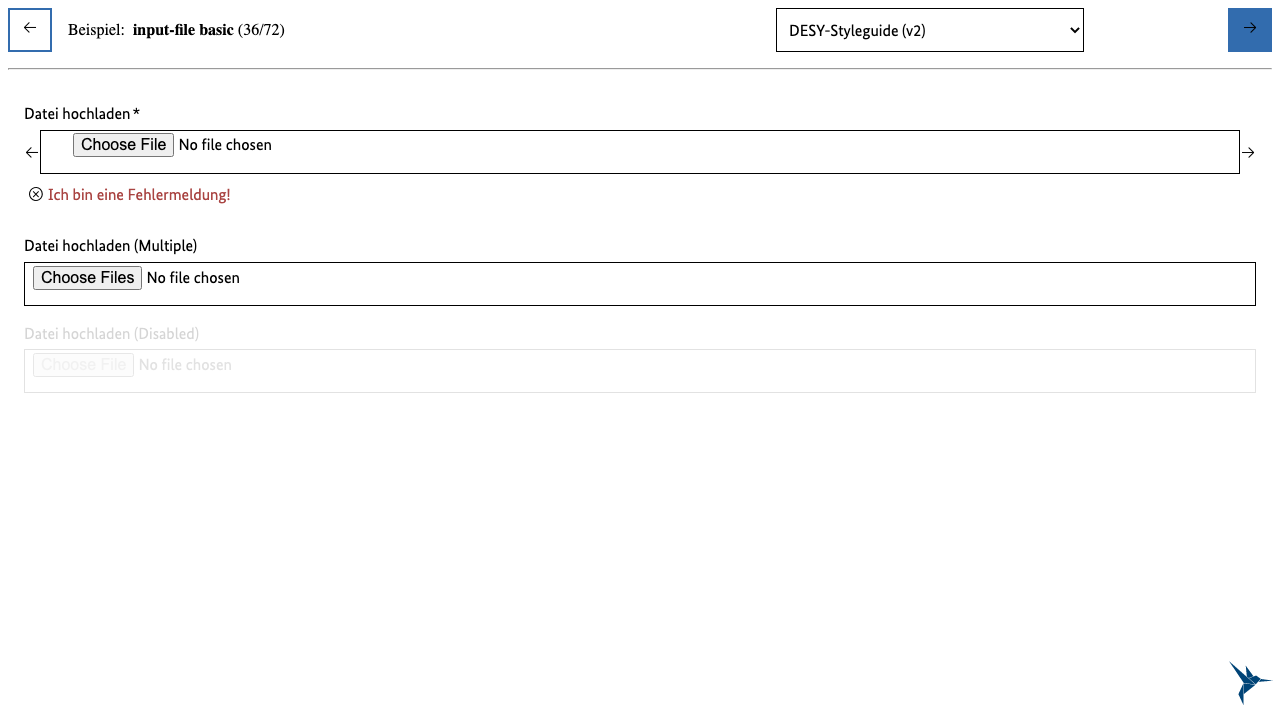 Beispiel: input-file basic (36/72)
DESY-Styleguide (v2)
Datei hochladen *
Choose File No file chosen
Ich bin eine Fehlermeldung!
Datei hochladen (Multiple)
Choose Files No file chosen
Datei hochladen (Disabled)
Choose File No file chosen